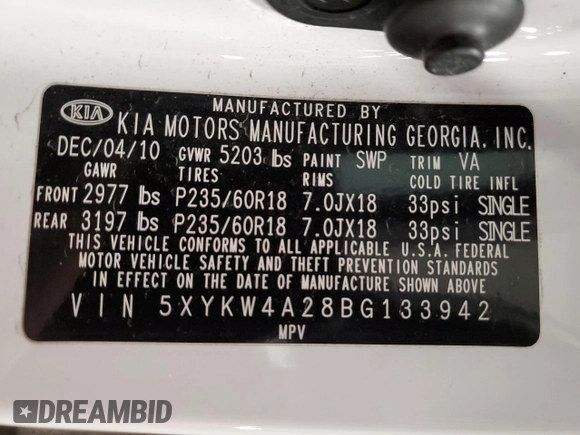 KIA
MANUFACTURED BY
KIA MOTORS MANUFACTURING GEORGIA, INC.
DEC/04/10 GVWR 5203 lbs PAINT SWP TRIM VA
GAWR TIRES RIMS COLD TIRE INFL
FRONT 2977 lbs P235/60R18 7.0JX18 33psi SINGLE
REAR 3197 lbs P235/60R18 7.0JX18 33psi SINGLE
THIS VEHICLE CONFORMS TO ALL APPLICABLE U.S.A. FEDERAL
MOTOR VEHICLE SAFETY AND THEFT PREVENTION STANDARDS
IN EFFECT ON THE DATE OF MANUFACTURE SHOWN ABOVE
VIN 5XYKW4A28BG133942
MPV
DREAMBID